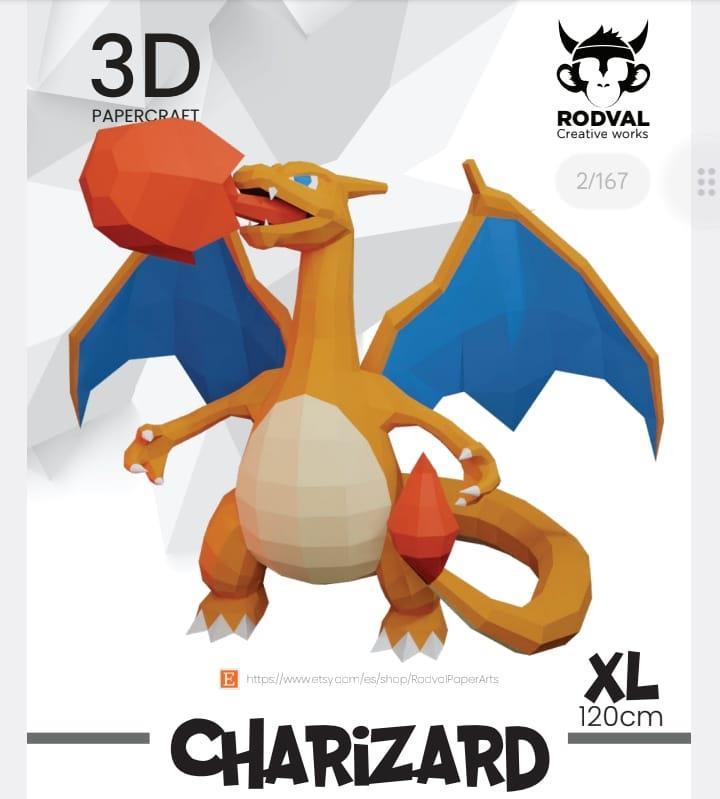 3D
PAPERCRAFT
RODVAL
Creative works
2/167
E https://www.etsy.com/es/shop/RodvalPaperArts
XL
120cm
CHARIZARD